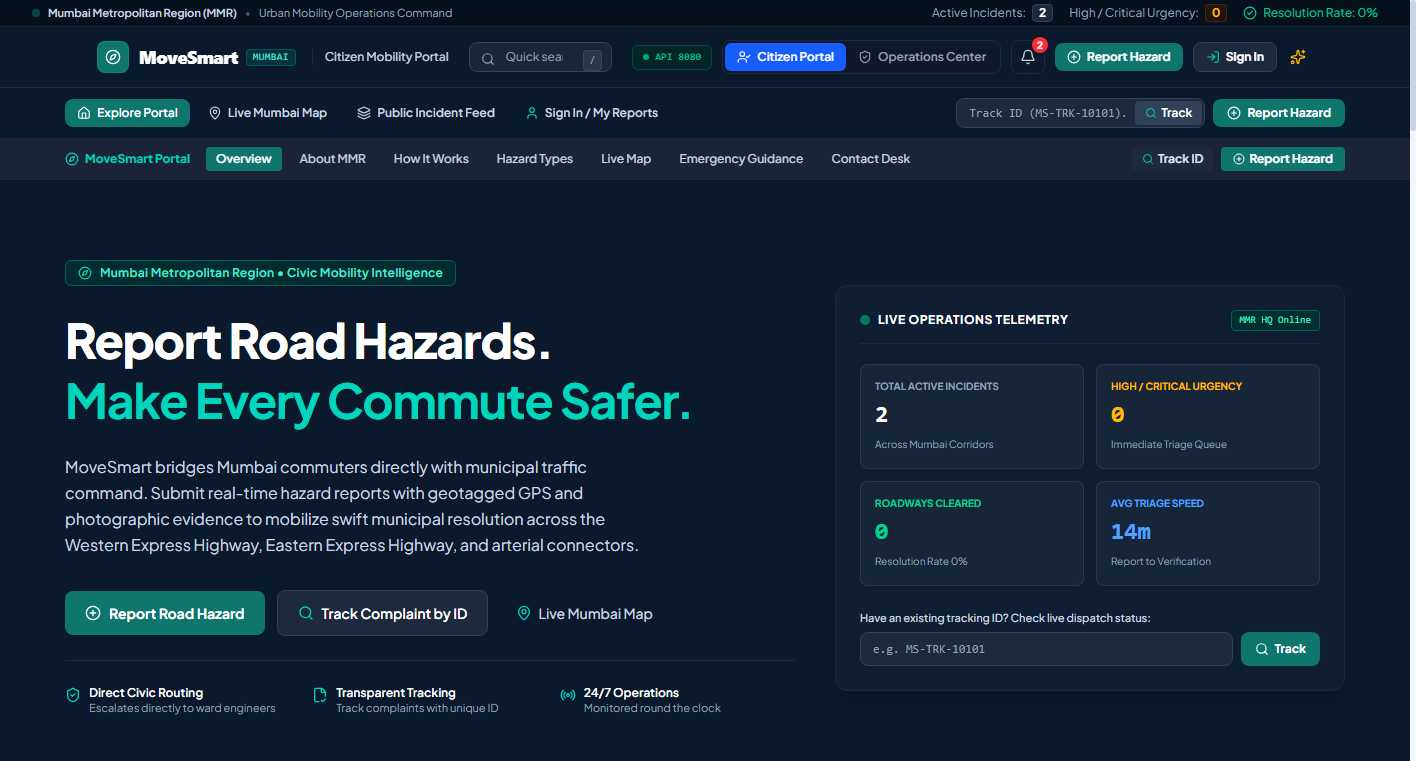 Mumbai Metropolitan Region (MMR) • Urban Mobility Operations Command
Active Incidents: 2 High / Critical Urgency: 0 Resolution Rate: 0%
MoveSmart MUMBAI Citizen Mobility Portal Quick sea / API 8080 Citizen Portal Operations Center 2 Report Hazard Sign In
Explore Portal Live Mumbai Map Public Incident Feed Sign In / My Reports Track ID (MS-TRK-10101). Track Report Hazard
MoveSmart Portal Overview About MMR How It Works Hazard Types Live Map Emergency Guidance Contact Desk Track ID Report Hazard
Mumbai Metropolitan Region • Civic Mobility Intelligence
Report Road Hazards.
Make Every Commute Safer.
MoveSmart bridges Mumbai commuters directly with municipal traffic
command. Submit real-time hazard reports with geotagged GPS and
photographic evidence to mobilize swift municipal resolution across the
Western Express Highway, Eastern Express Highway, and arterial connectors.
Report Road Hazard Track Complaint by ID Live Mumbai Map
Direct Civic Routing
Escalates directly to ward engineers
Transparent Tracking
Track complaints with unique ID
24/7 Operations
Monitored round the clock
LIVE OPERATIONS TELEMETRY MMR HQ Online
TOTAL ACTIVE INCIDENTS
2
Across Mumbai Corridors
HIGH / CRITICAL URGENCY
0
Immediate Triage Queue
ROADWAYS CLEARED
0
Resolution Rate 0%
AVG TRIAGE SPEED
14m
Report to Verification
Have an existing tracking ID? Check live dispatch status:
e.g. MS-TRK-10101 Track